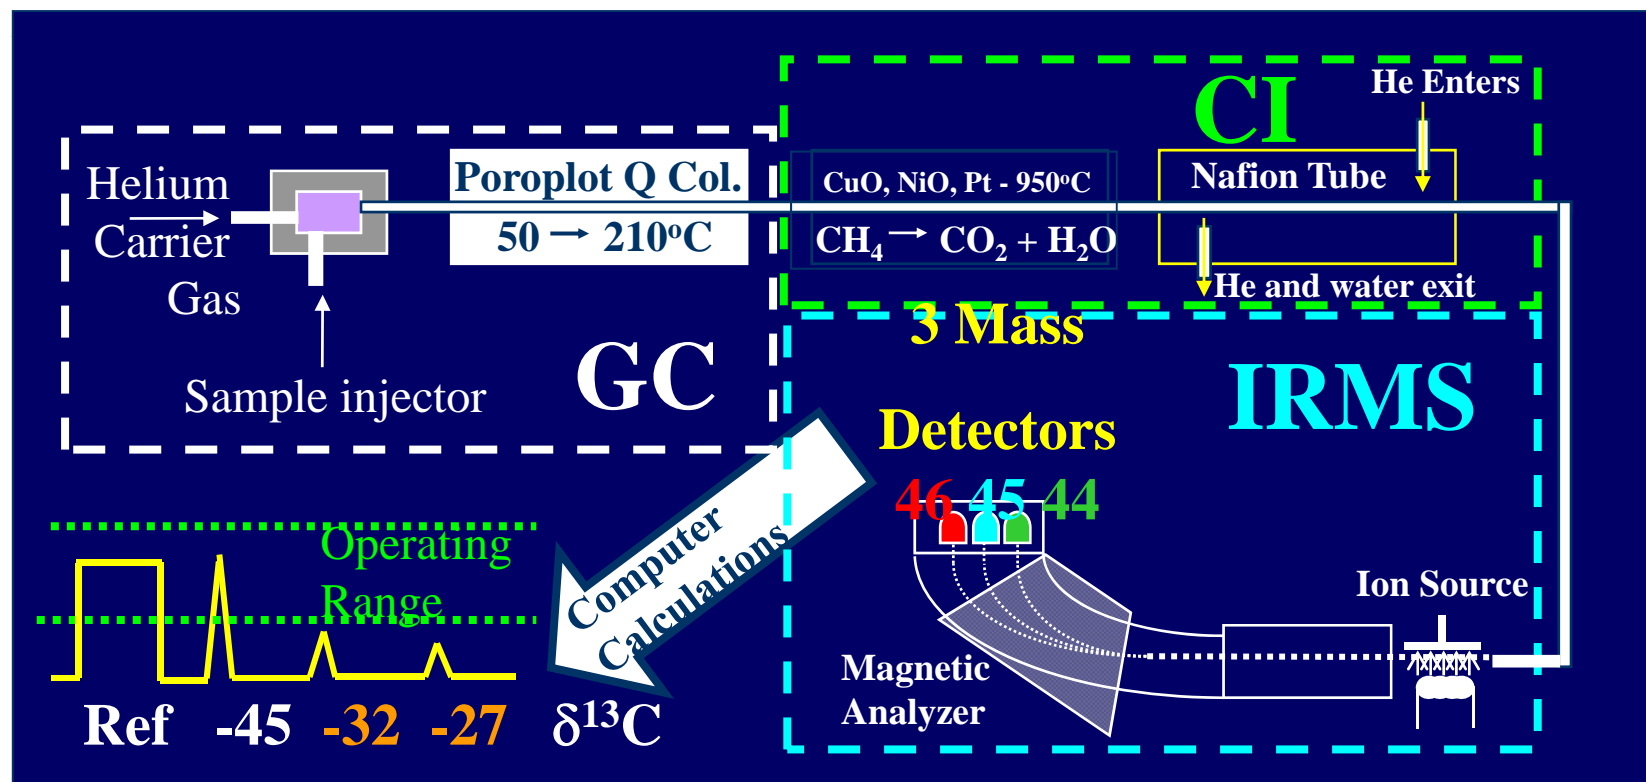 Helium
Carrier
Gas
Sample injector
GC
Poroplot Q Col.
50 → 210°C
CI
CuO, NiO, Pt - 950°C
CH₄ → CO₂ + H₂O
Nafion Tube
He Enters
He and water exit
3 Mass
Detectors
IRMS
46 45 44
Ion Source
Magnetic
Analyzer
Computer
Calculations
Operating
Range
Ref -45 -32 -27 δ¹³C